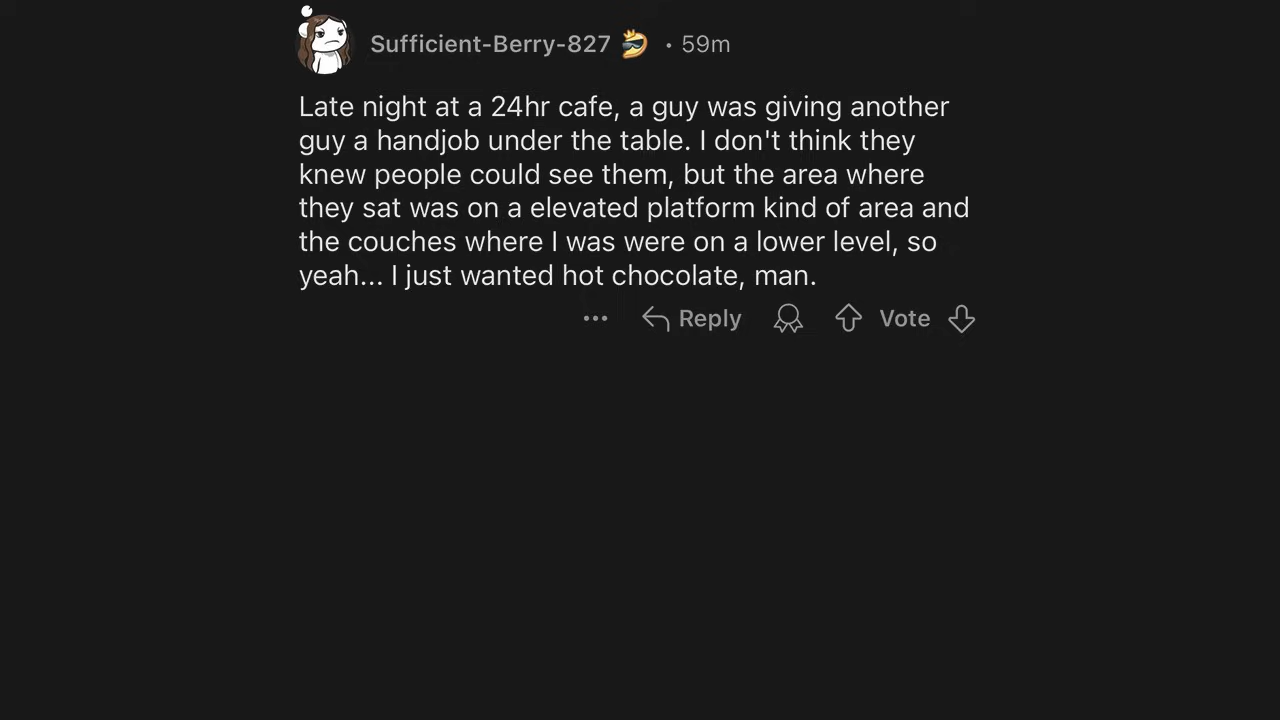 Sufficient-Berry-827 • 59m
Late night at a 24hr cafe, a guy was giving another
guy a handjob under the table. I don't think they
knew people could see them, but the area where
they sat was on a elevated platform kind of area and
the couches where I was were on a lower level, so
yeah... I just wanted hot chocolate, man.
Reply Vote